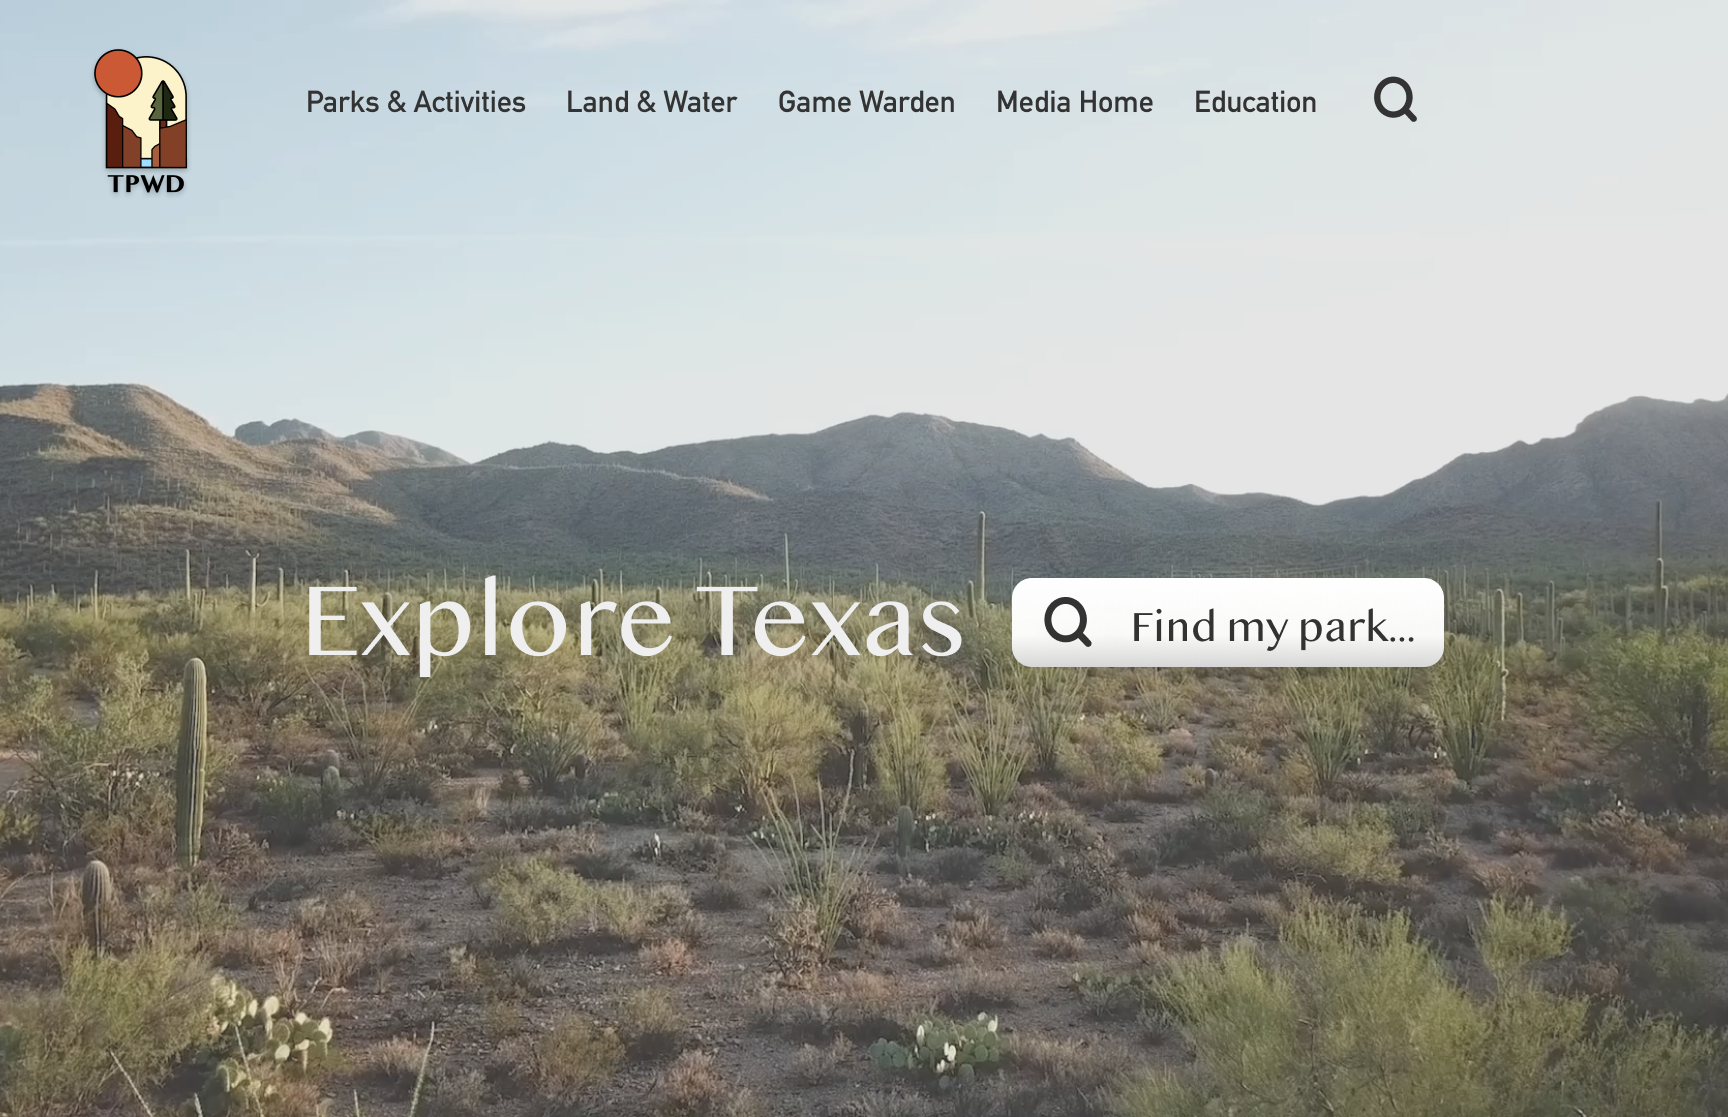 Parks & Activities Land & Water Game Warden Media Home Education
TPWD
Explore Texas
Find my park...